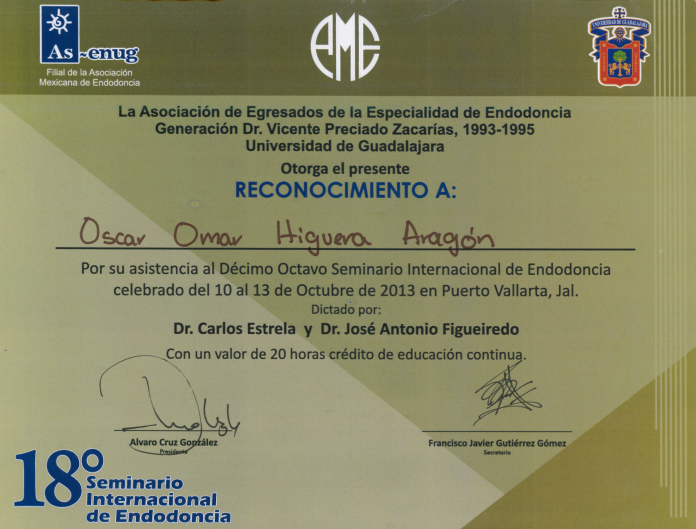 As~enug
Filial de la Asociación
Mexicana de Endodoncia
AME
UNIVERSIDAD DE GUADALAJARA
La Asociación de Egresados de la Especialidad de Endodoncia
Generación Dr. Vicente Preciado Zacarías, 1993-1995
Universidad de Guadalajara
Otorga el presente
RECONOCIMIENTO A:
Oscar Omar Higuera Aragón
Por su asistencia al Décimo Octavo Seminario Internacional de Endodoncia
celebrado del 10 al 13 de Octubre de 2013 en Puerto Vallarta, Jal.
Dictado por:
Dr. Carlos Estrela y Dr. José Antonio Figueiredo
Con un valor de 20 horas crédito de educación continua.
Alvaro Cruz González
Presidente
Francisco Javier Gutiérrez Gómez
Secretario
18°
Seminario
Internacional
de Endodoncia